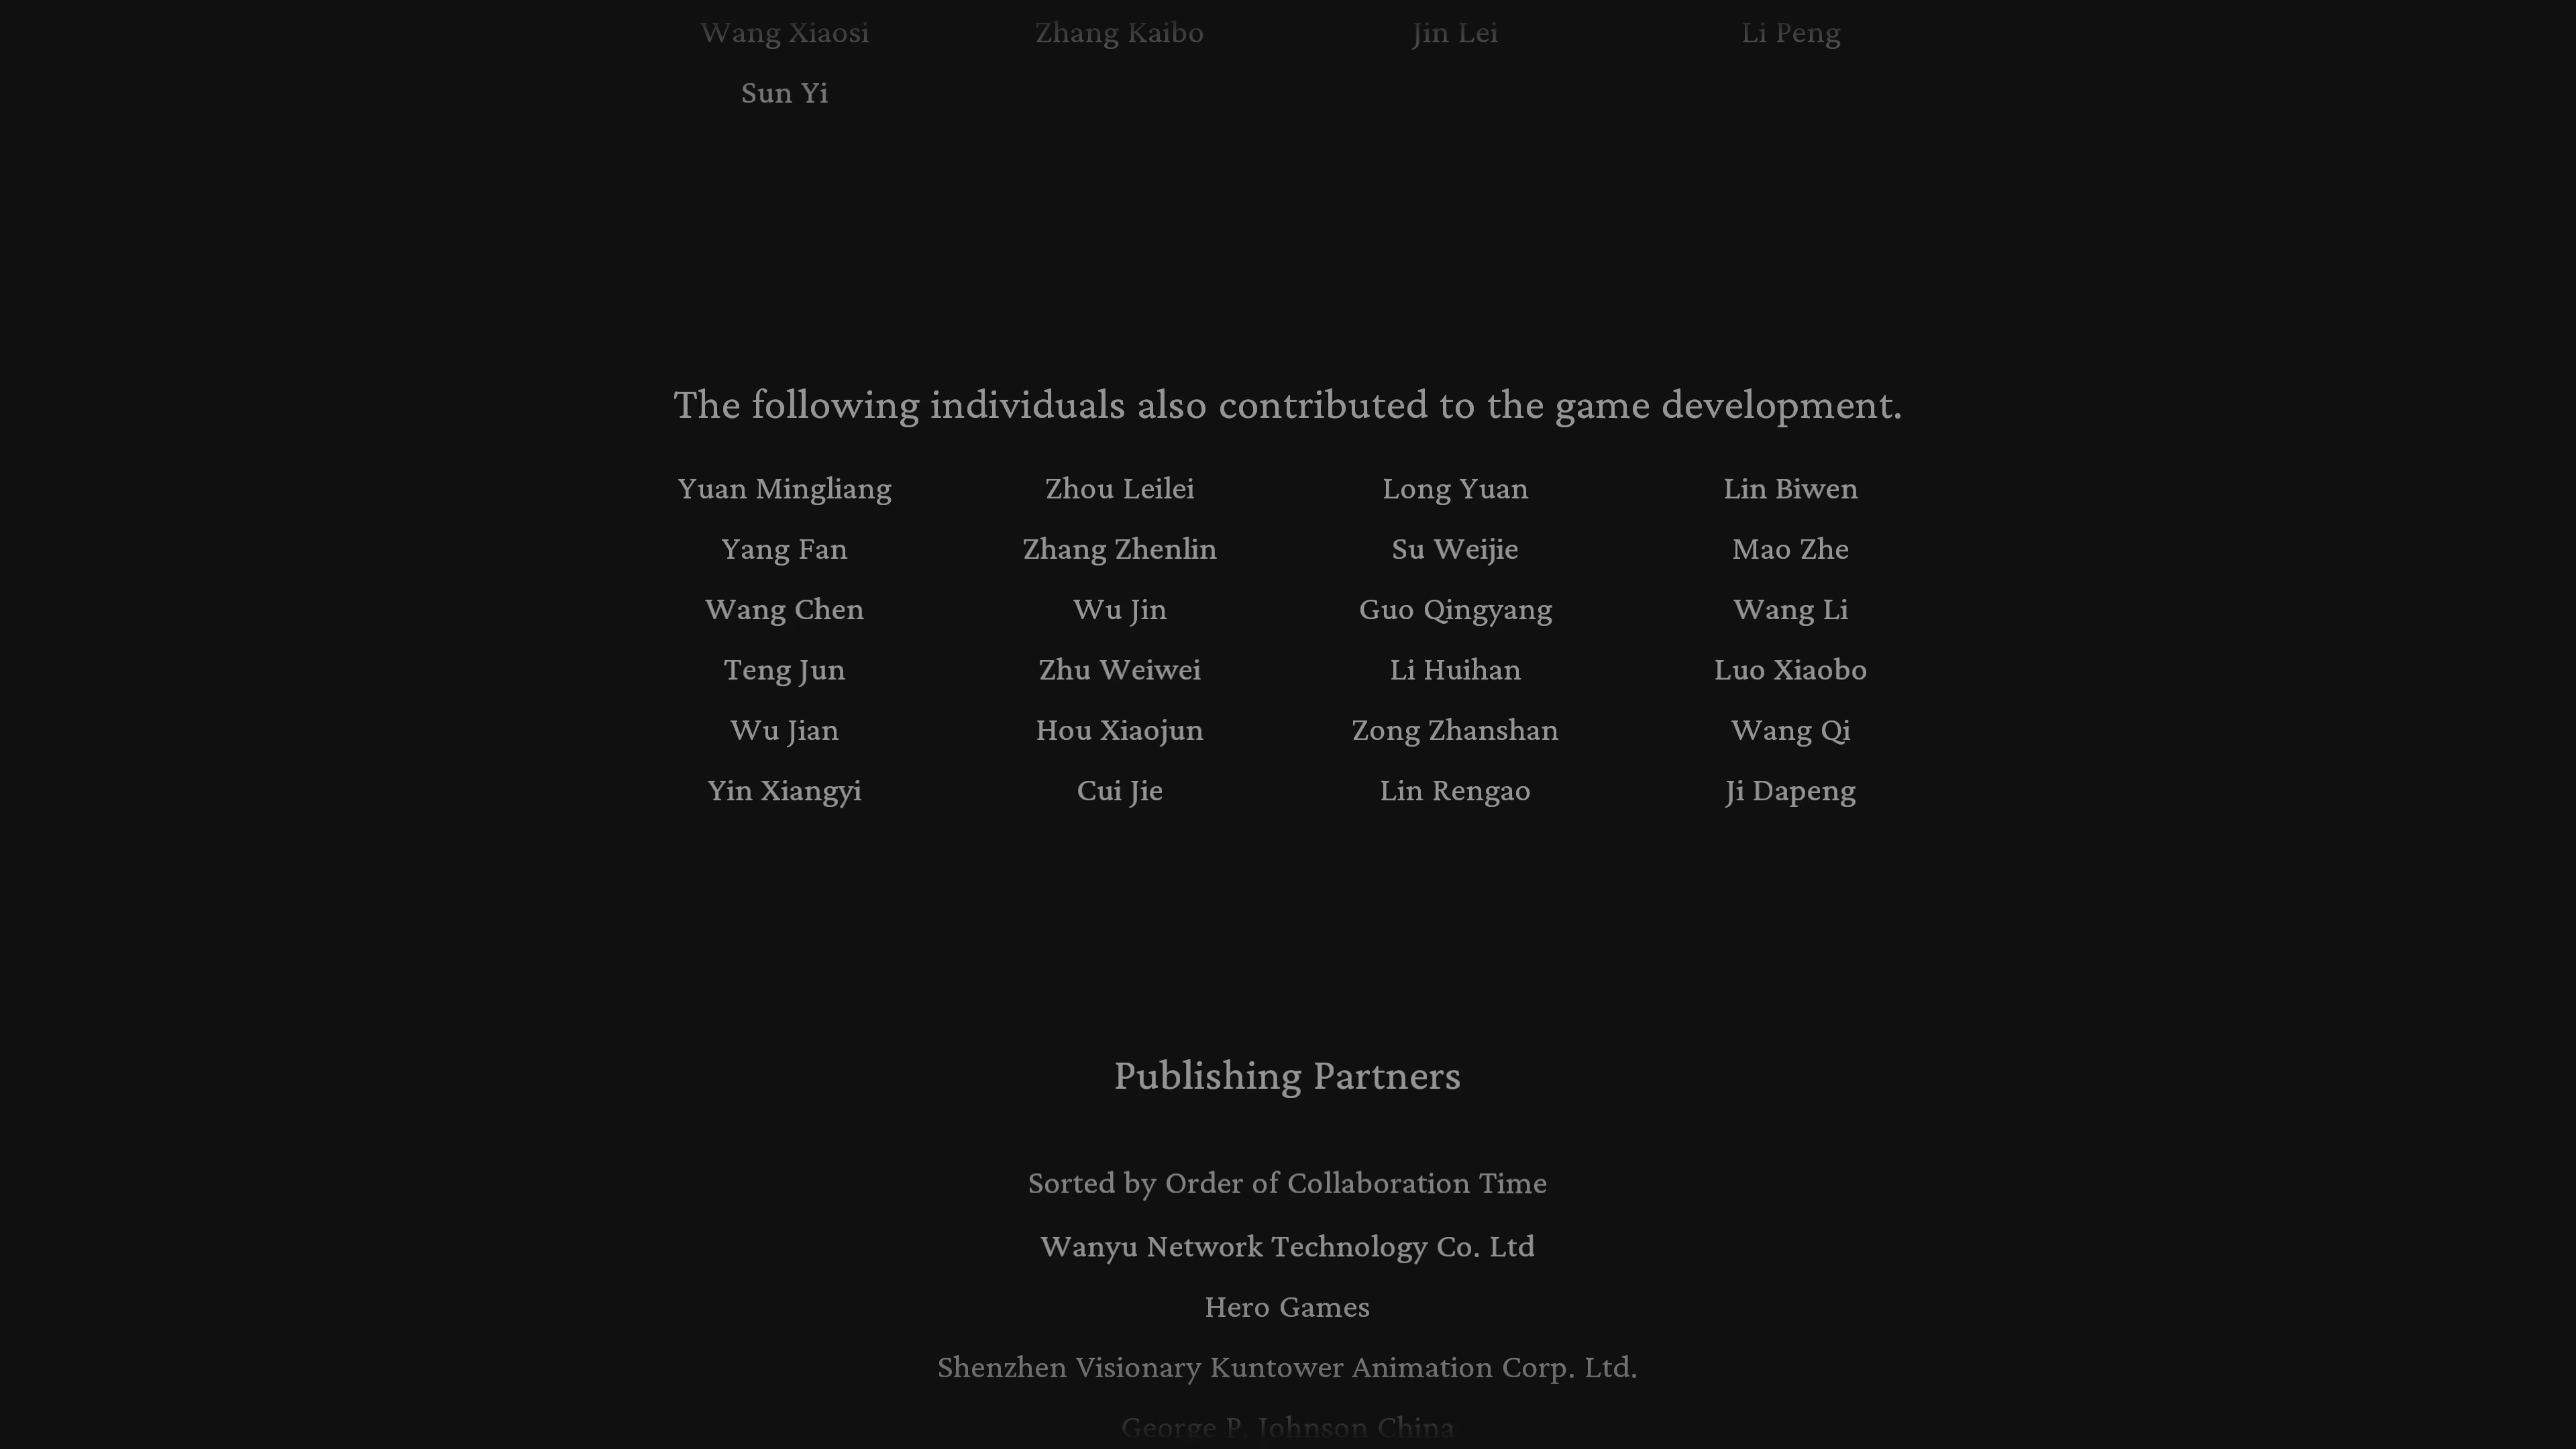 Wang Xiaosi Zhang Kaibo Jin Lei Li Peng
Sun Yi
The following individuals also contributed to the game development.
Yuan Mingliang Zhou Leilei Long Yuan Lin Biwen
Yang Fan Zhang Zhenlin Su Weijie Mao Zhe
Wang Chen Wu Jin Guo Qingyang Wang Li
Teng Jun Zhu Weiwei Li Huihan Luo Xiaobo
Wu Jian Hou Xiaojun Zong Zhanshan Wang Qi
Yin Xiangyi Cui Jie Lin Rengao Ji Dapeng
Publishing Partners
Sorted by Order of Collaboration Time
Wanyu Network Technology Co. Ltd
Hero Games
Shenzhen Visionary Kuntower Animation Corp. Ltd.
George P. Johnson China